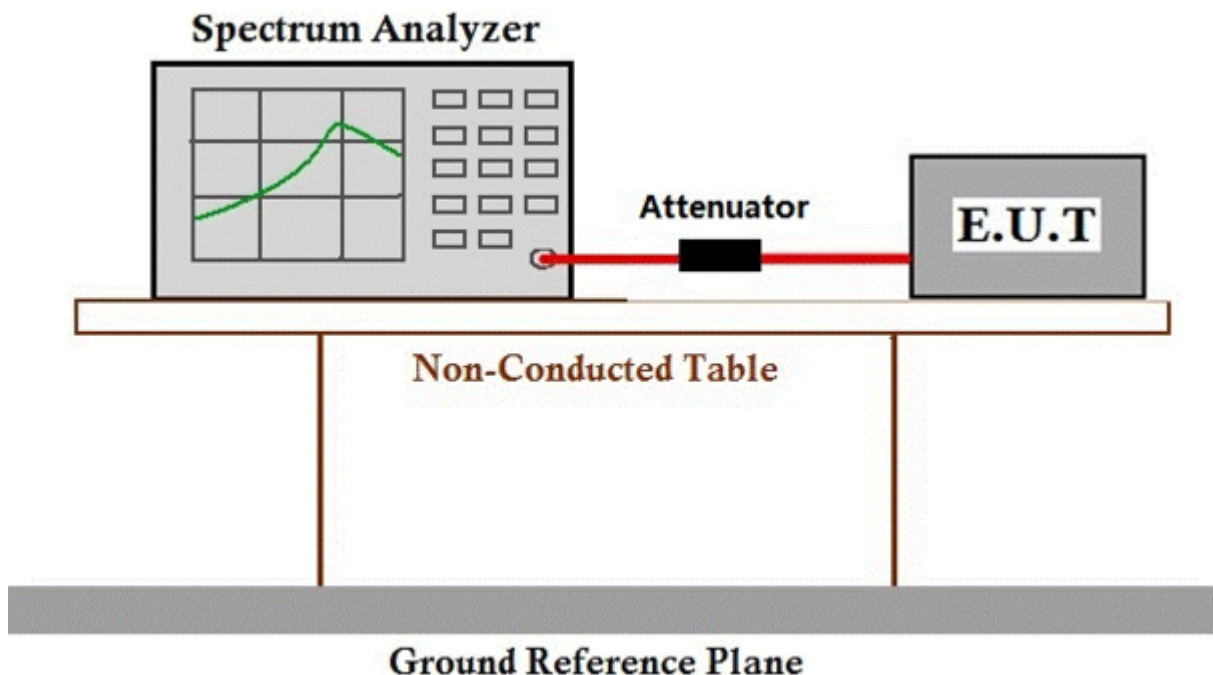 Spectrum Analyzer
Attenuator
E.U.T
Non-Conducted Table
Ground Reference Plane